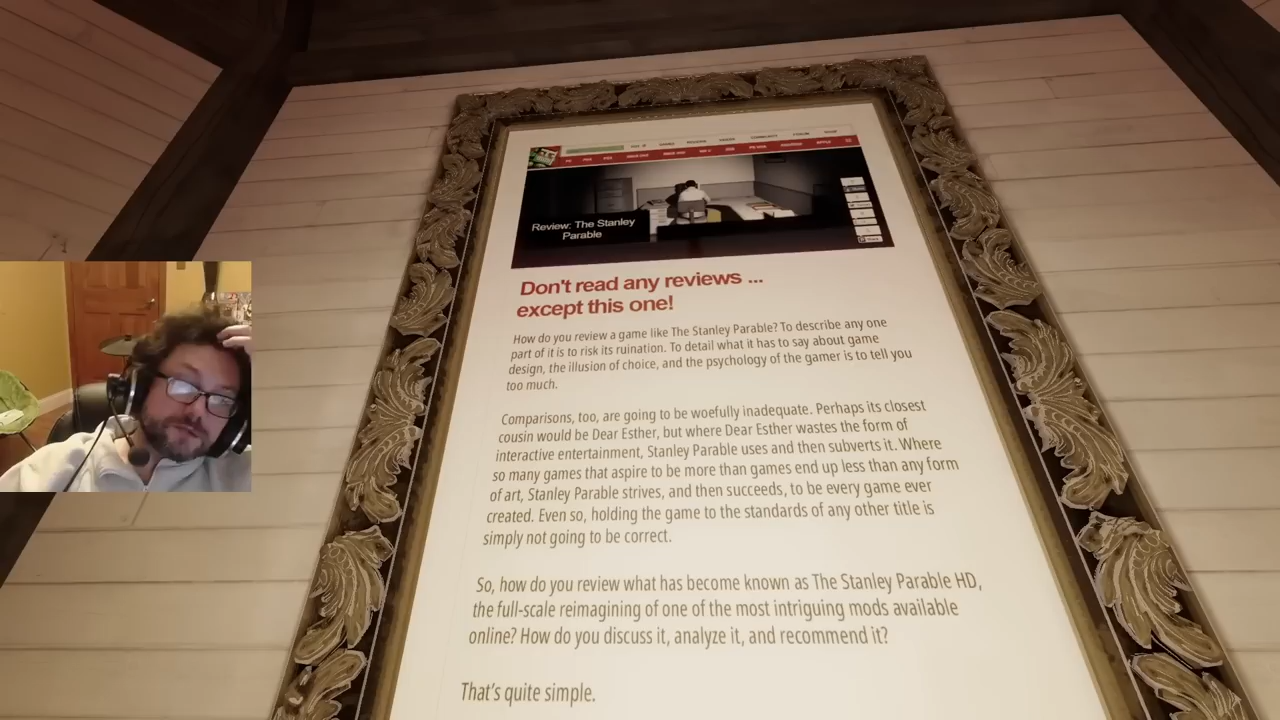 Review: The Stanley
Parable
Don't read any reviews ...
except this one!
How do you review a game like The Stanley Parable? To describe any one
part of it is to risk its ruination. To detail what it has to say about game
design, the illusion of choice, and the psychology of the gamer is to tell you
too much.
Comparisons, too, are going to be woefully inadequate. Perhaps its closest
cousin would be Dear Esther, but where Dear Esther wastes the form of
interactive entertainment, Stanley Parable uses and then subverts it. Where
so many games that aspire to be more than games end up less than any form
of art, Stanley Parable strives, and then succeeds, to be every game ever
created. Even so, holding the game to the standards of any other title is
simply not going to be correct.
So, how do you review what has become known as The Stanley Parable HD,
the full-scale reimagining of one of the most intriguing mods available
online? How do you discuss it, analyze it, and recommend it?
That's quite simple.